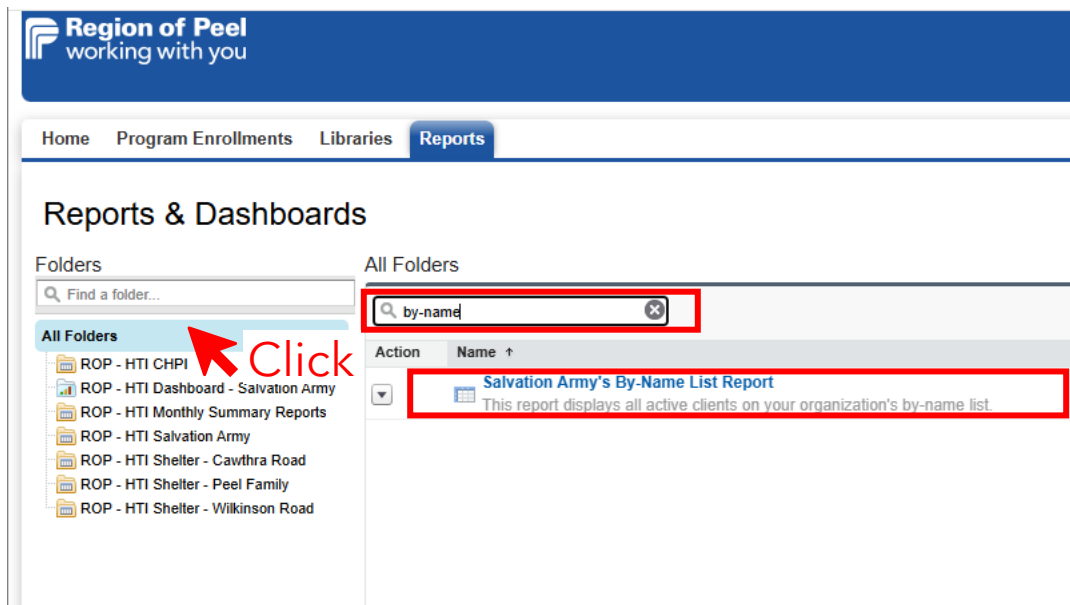 Region of Peel
working with you
Home Program Enrollments Libraries Reports
Reports & Dashboards
Folders
Find a folder...
All Folders
ROP - HTI CHPI
ROP - HTI Dashboard - Salvation Army
ROP - HTI Monthly Summary Reports
ROP - HTI Salvation Army
ROP - HTI Shelter - Cawthra Road
ROP - HTI Shelter - Peel Family
ROP - HTI Shelter - Wilkinson Road
Click
All Folders
by-name
Action Name ↑
Salvation Army's By-Name List Report
This report displays all active clients on your organization's by-name list.